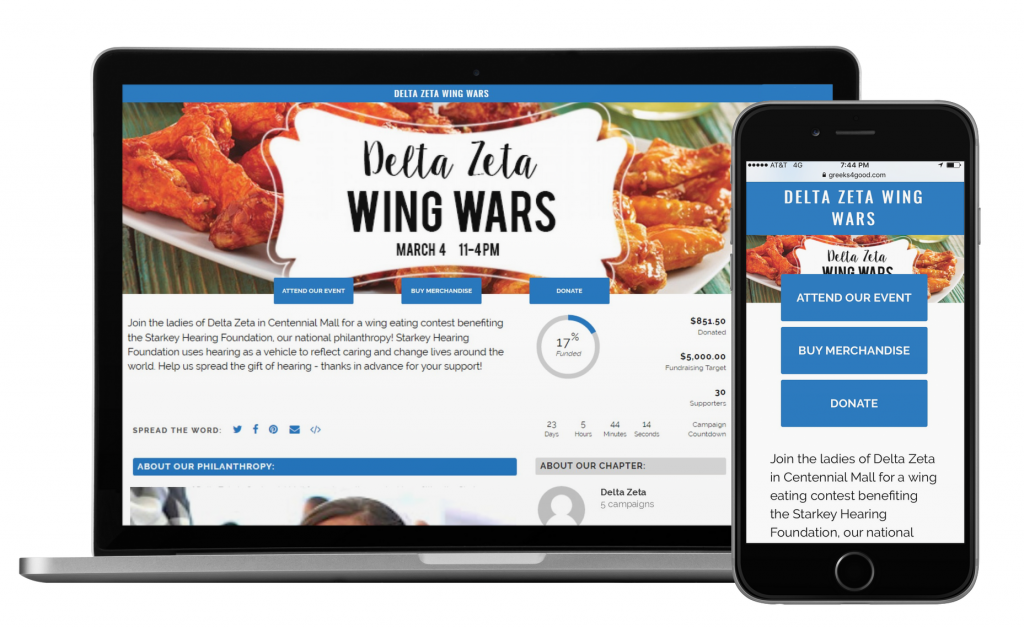 DELTA ZETA WING WARS
Delta Zeta
WING WARS
MARCH 4 11-4PM
ATTEND OUR EVENT
BUY MERCHANDISE
DONATE
Join the ladies of Delta Zeta in Centennial Mall for a wing eating contest benefiting
the Starkey Hearing Foundation, our national philanthropy! Starkey Hearing
Foundation uses hearing as a vehicle to reflect caring and change lives around the
world. Help us spread the gift of hearing - thanks in advance for your support!
17%
Funded
$851.50
Donated
$5,000.00
Fundraising Target
30
Supporters
SPREAD THE WORD:
23 5 44 14
Days Hours Minutes Seconds
Campaign
Countdown
ABOUT OUR PHILANTHROPY:
ABOUT OUR CHAPTER:
Delta Zeta
5 campaigns
AT&T 4G 7:44 PM
greeks4good.com
DELTA ZETA WING
WARS
Delta Zeta
WING WARS
ATTEND OUR EVENT
BUY MERCHANDISE
DONATE
Join the ladies of Delta Zeta
in Centennial Mall for a wing
eating contest benefiting
the Starkey Hearing
Foundation, our national